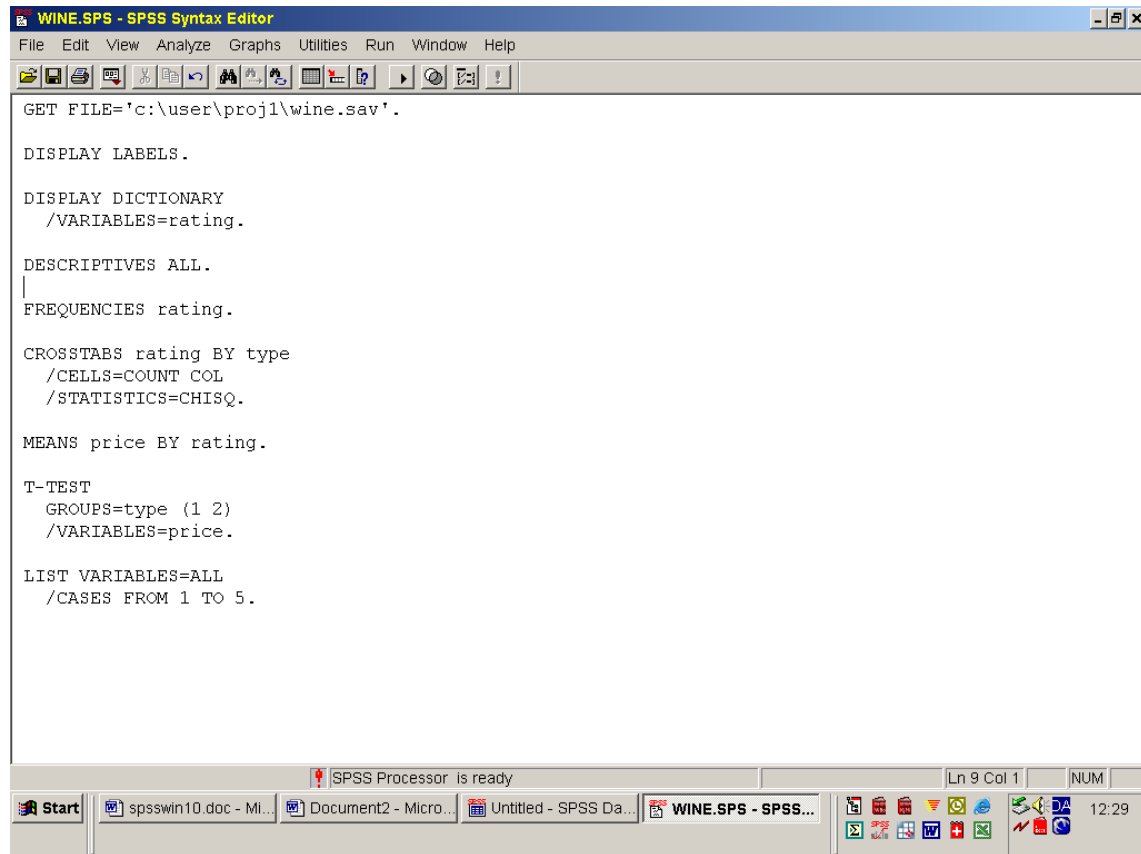 WINE.SPS - SPSS Syntax Editor
File Edit View Analyze Graphs Utilities Run Window Help
GET FILE='c:\user\proj1\wine.sav'.
DISPLAY LABELS.
DISPLAY DICTIONARY
/VARIABLES=rating.
DESCRIPTIVES ALL.
FREQUENCIES rating.
CROSSTABS rating BY type
/CELLS=COUNT COL
/STATISTICS=CHISQ.
MEANS price BY rating.
T-TEST
GROUPS=type (1 2)
/VARIABLES=price.
LIST VARIABLES=ALL
/CASES FROM 1 TO 5.
SPSS Processor is ready
Ln 9 Col 1
NUM
Start
spsswin10.doc - Mi...
Document2 - Micro...
Untitled - SPSS Da...
WINE.SPS - SPSS...
DA
12:29